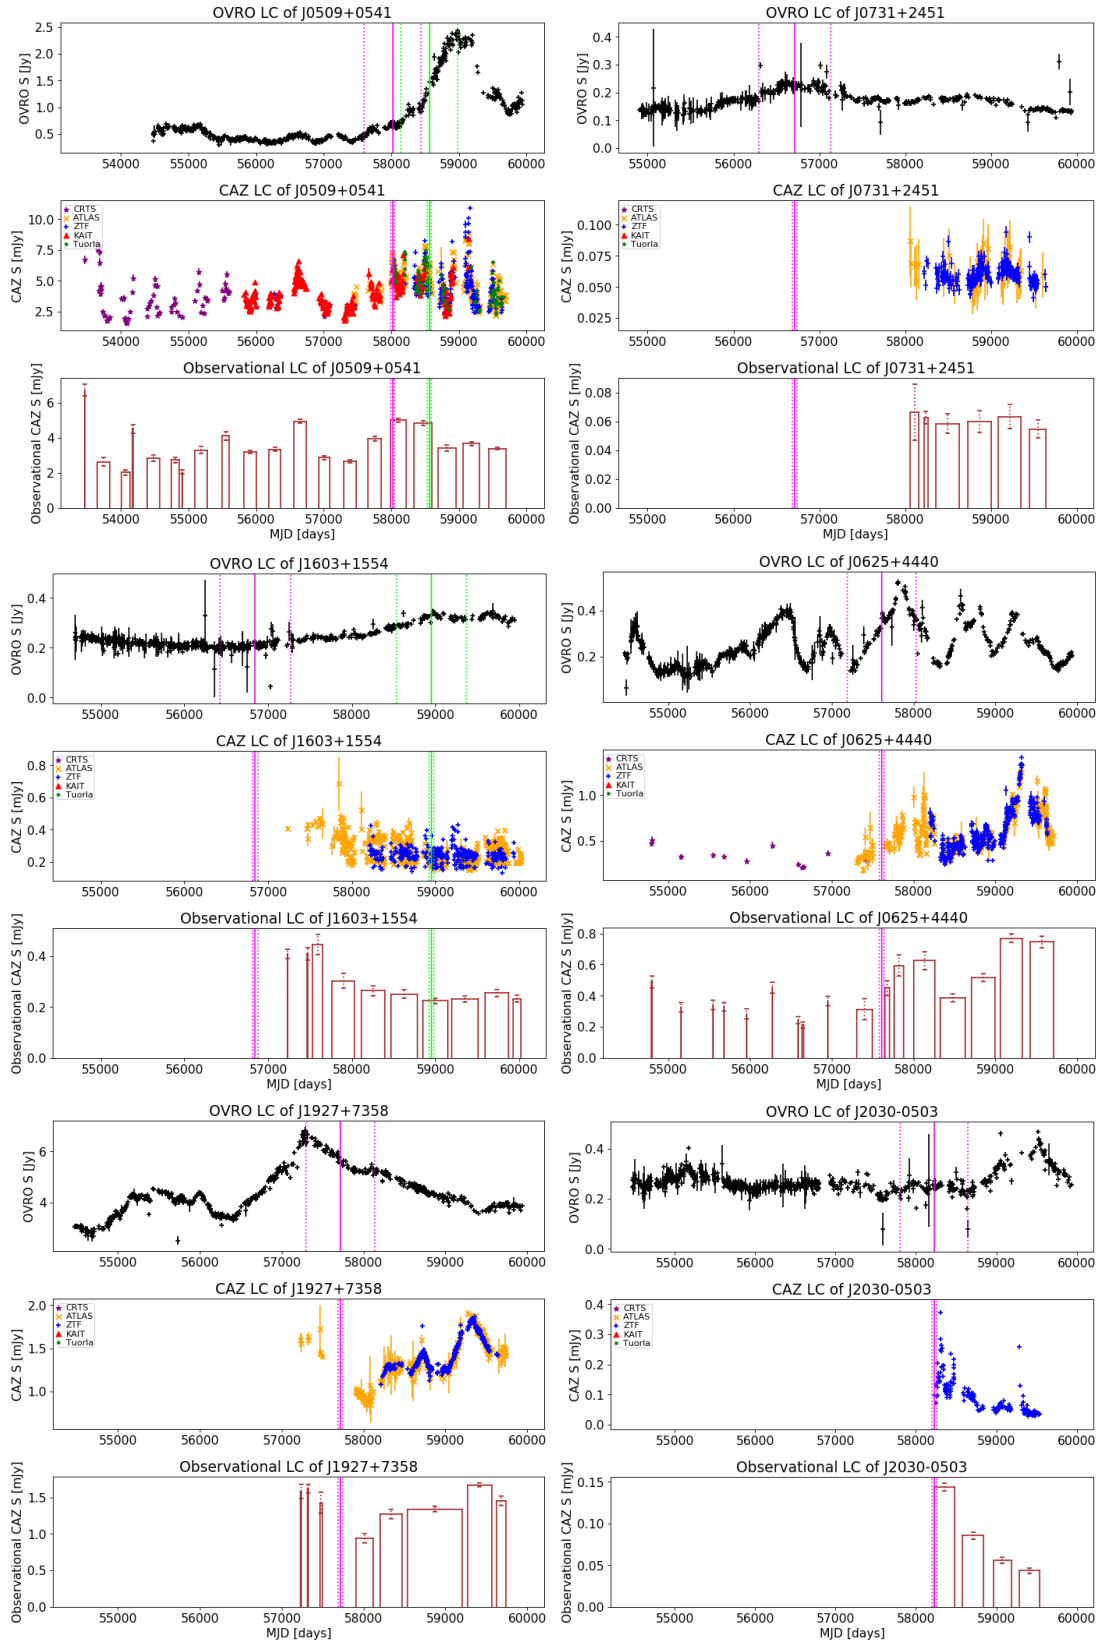 OVRO LC of J0509+0541
OVRO S [Jy]
2.5
2.0
1.5
1.0
0.5
54000 55000 56000 57000 58000 59000 60000
CAZ LC of J0509+0541
CAZ S [mJy]
10.0
7.5
5.0
2.5
CRTS
ATLAS
ZTF
KAIT
Tuorla
54000 55000 56000 57000 58000 59000 60000
Observational LC of J0509+0541
Observational CAZ S [mJy]
6
4
2
0
54000 55000 56000 57000 58000 59000 60000
MJD [days]
OVRO LC of J0731+2451
OVRO S [Jy]
0.4
0.3
0.2
0.1
0.0
55000 56000 57000 58000 59000 60000
CAZ LC of J0731+2451
CAZ S [mJy]
0.100
0.075
0.050
0.025
CRTS
ATLAS
ZTF
KAIT
Tuorla
55000 56000 57000 58000 59000 60000
Observational LC of J0731+2451
Observational CAZ S [mJy]
0.08
0.06
0.04
0.02
0.00
55000 56000 57000 58000 59000 60000
MJD [days]
OVRO LC of J1603+1554
OVRO S [Jy]
0.4
0.2
0.0
55000 56000 57000 58000 59000 60000
CAZ LC of J1603+1554
CAZ S [mJy]
0.8
0.6
0.4
0.2
CRTS
ATLAS
ZTF
KAIT
Tuorla
55000 56000 57000 58000 59000 60000
Observational LC of J1603+1554
Observational CAZ S [mJy]
0.4
0.2
0.0
55000 56000 57000 58000 59000 60000
MJD [days]
OVRO LC of J0625+4440
OVRO S [Jy]
0.4
0.2
55000 56000 57000 58000 59000 60000
CAZ LC of J0625+4440
CAZ S [mJy]
1.0
0.5
CRTS
ATLAS
ZTF
KAIT
Tuorla
55000 56000 57000 58000 59000 60000
Observational LC of J0625+4440
Observational CAZ S [mJy]
0.8
0.6
0.4
0.2
0.0
55000 56000 57000 58000 59000 60000
MJD [days]
OVRO LC of J1927+7358
OVRO S [Jy]
6
4
55000 56000 57000 58000 59000 60000
CAZ LC of J1927+7358
CAZ S [mJy]
2.0
1.5
1.0
CRTS
ATLAS
ZTF
KAIT
Tuorla
55000 56000 57000 58000 59000 60000
Observational LC of J1927+7358
Observational CAZ S [mJy]
1.5
1.0
0.5
0.0
55000 56000 57000 58000 59000 60000
MJD [days]
OVRO LC of J2030-0503
OVRO S [Jy]
0.4
0.2
0.0
55000 56000 57000 58000 59000 60000
CAZ LC of J2030-0503
CAZ S [mJy]
0.4
0.3
0.2
0.1
0.0
CRTS
ATLAS
ZTF
KAIT
Tuorla
55000 56000 57000 58000 59000 60000
Observational LC of J2030-0503
Observational CAZ S [mJy]
0.15
0.10
0.05
0.00
55000 56000 57000 58000 59000 60000
MJD [days]